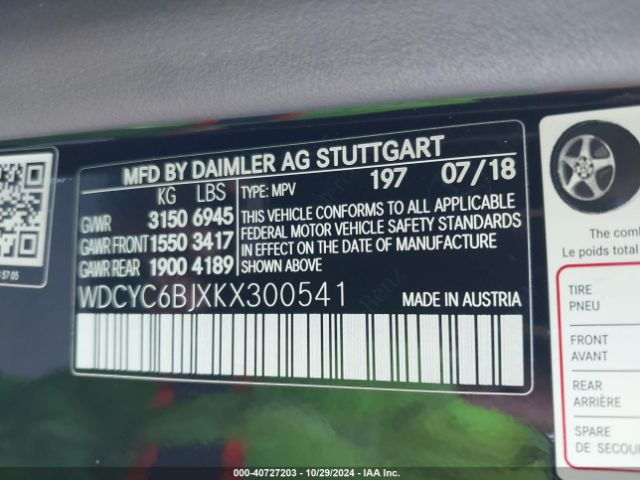 MFD BY DAIMLER AG STUTTGART
KG LBS TYPE: MPV 197 07/18
GVWR 3150 6945
GAWR FRONT 1550 3417
GAWR REAR 1900 4189
THIS VEHICLE CONFORMS TO ALL APPLICABLE
FEDERAL MOTOR VEHICLE SAFETY STANDARDS
IN EFFECT ON THE DATE OF MANUFACTURE
SHOWN ABOVE
WDCYC6BJXKX300541 MADE IN AUSTRIA
57:05
The comb
Le poids total
TIRE
PNEU
FRONT
AVANT
REAR
ARRIÈRE
SPARE
DE SECOU
000-40727203 - 10/29/2024 - IAA Inc.